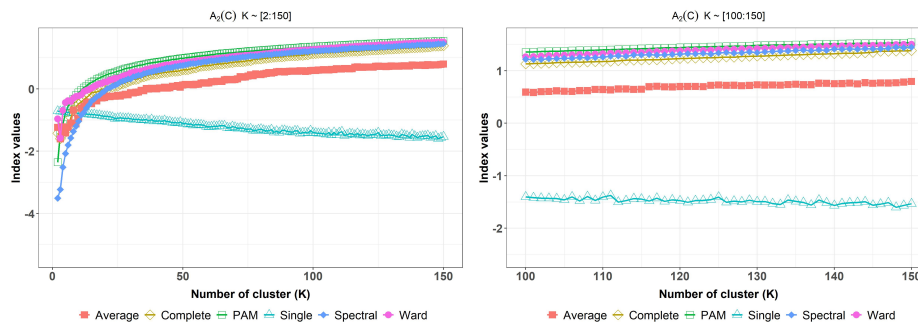 A₂(C) K ~ [2:150]
Index values
0
-2
-4
0
50
100
150
Number of cluster (K)
Average Complete PAM Single Spectral Ward
A₂(C) K ~ [100:150]
Index values
1
0
-1
-2
100
110
120
130
140
150
Number of cluster (K)
Average Complete PAM Single Spectral Ward